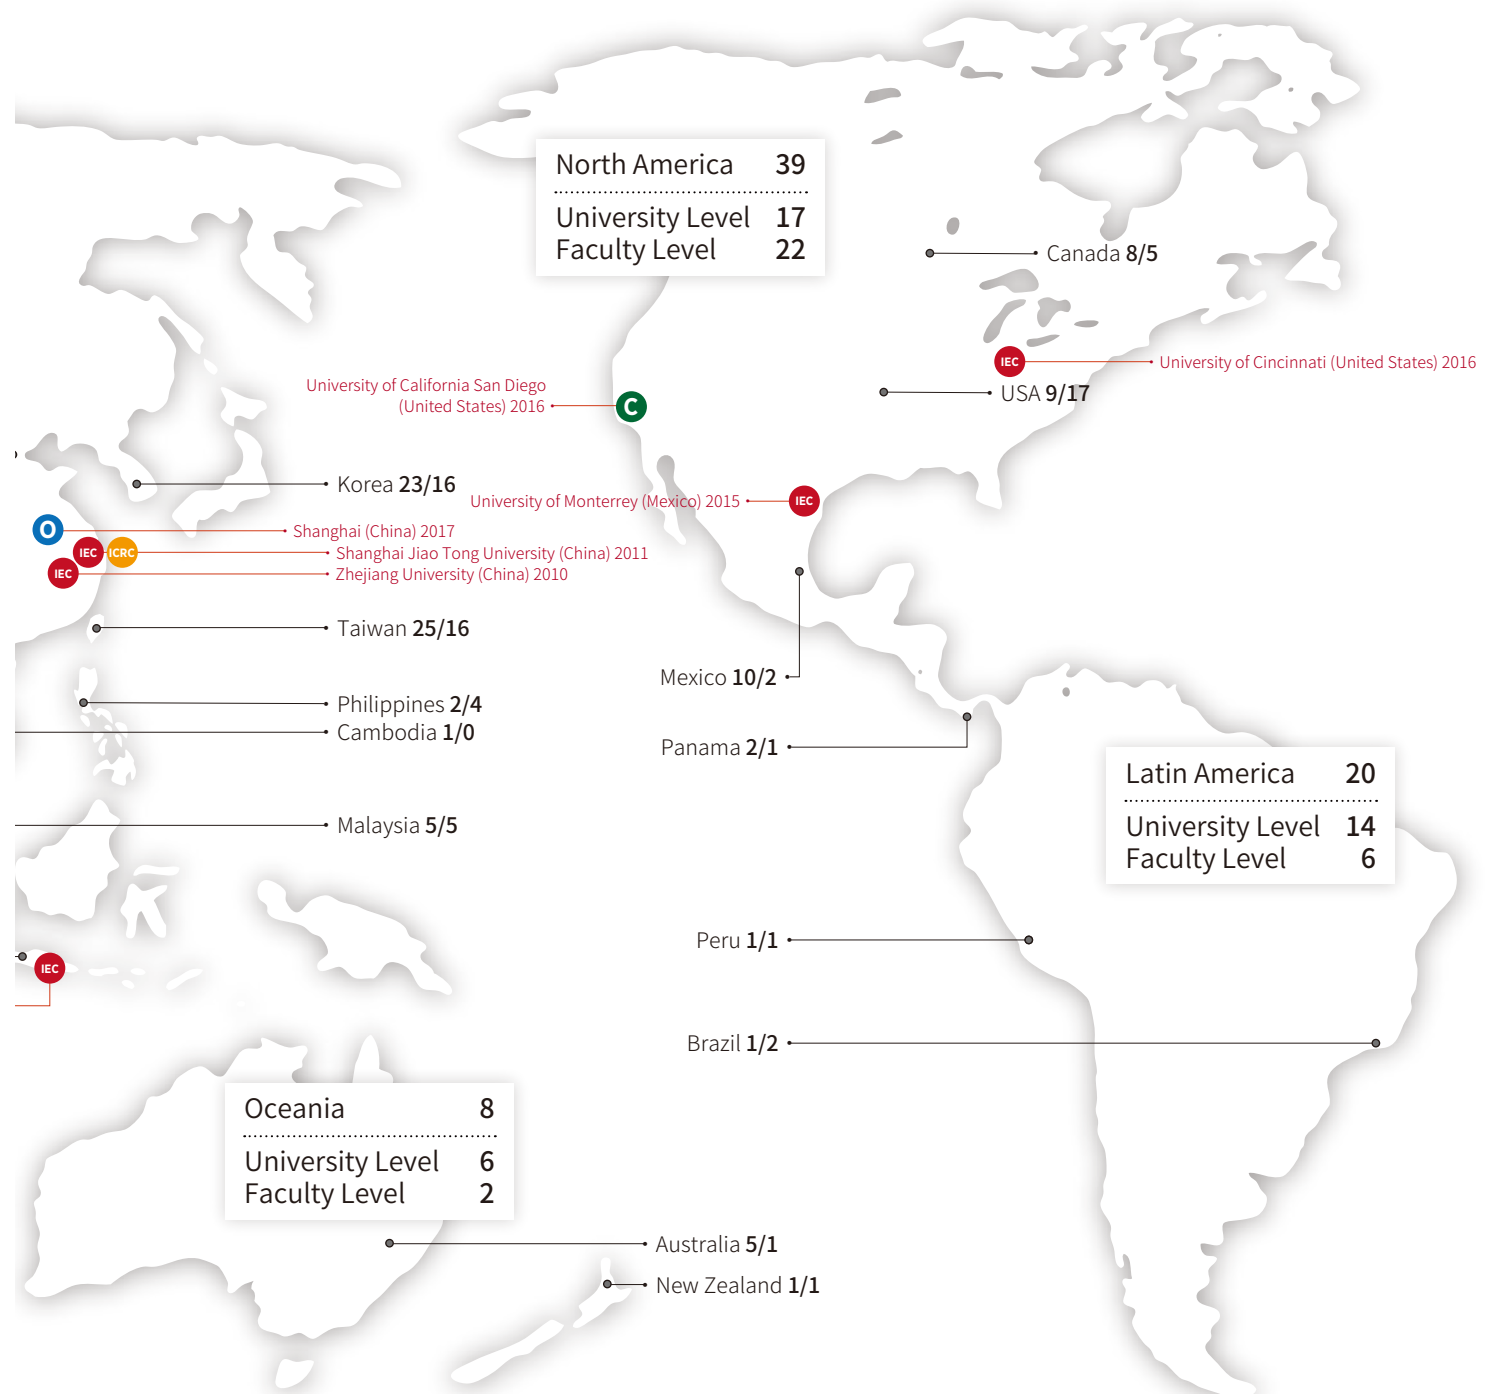 North America 39
University Level 17
Faculty Level 22
Canada 8/5
IEC
University of Cincinnati (United States) 2016
University of California San Diego
(United States) 2016
C
USA 9/17
Korea 23/16
University of Monterrey (Mexico) 2015
IEC
O
Shanghai (China) 2017
IEC
ICRC
Shanghai Jiao Tong University (China) 2011
IEC
Zhejiang University (China) 2010
Taiwan 25/16
Mexico 10/2
Philippines 2/4
Cambodia 1/0
Panama 2/1
Latin America 20
University Level 14
Faculty Level 6
Malaysia 5/5
Peru 1/1
IEC
Brazil 1/2
Oceania 8
University Level 6
Faculty Level 2
Australia 5/1
New Zealand 1/1